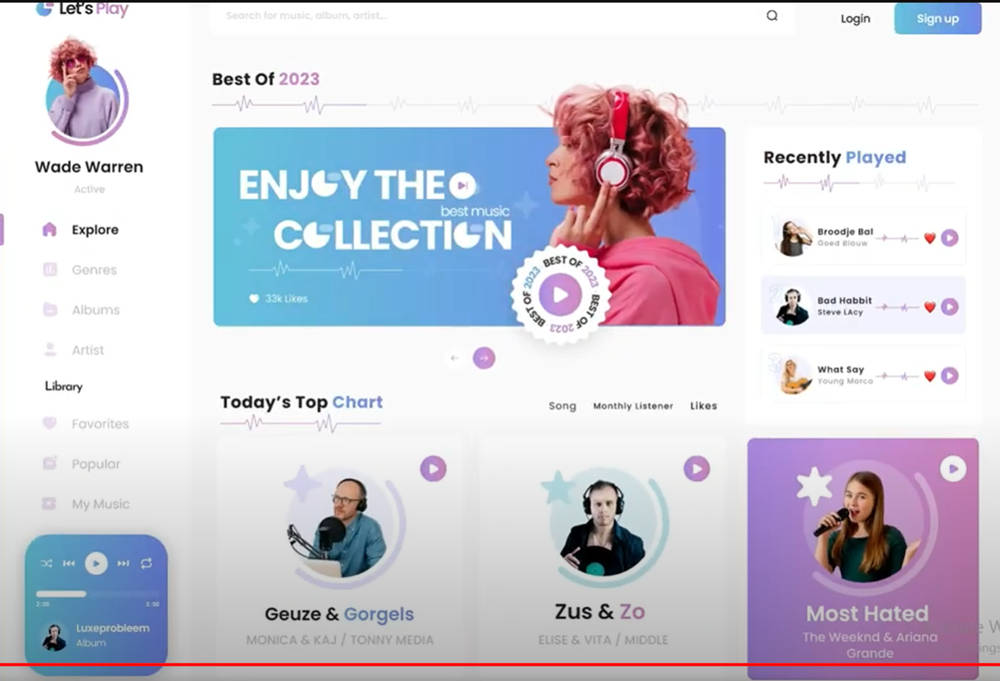 Let's Play
Search for music, album, artist...
Login
Sign up
Wade Warren
Active
Explore
Genres
Albums
Artist
Library
Favorites
Popular
My Music
2:05
3:50
Luxeprobleem
Album
Best Of 2023
ENJOY THE
best music
COLLECTION
33k Likes
BEST OF 2023 BEST OF 2023 BEST OF 2023
Recently Played
1
Broodje Bal
Goed Blauw
2
Bad Habbit
Steve LAcy
3
What Say
Young Marco
Today's Top Chart
Song
Monthly Listener
Likes
Geuze & Gorgels
MONICA & KAJ / TONNY MEDIA
Zus & Zo
ELISE & VITA / MIDDLE
Most Hated
The Weeknd & Ariana
Grande